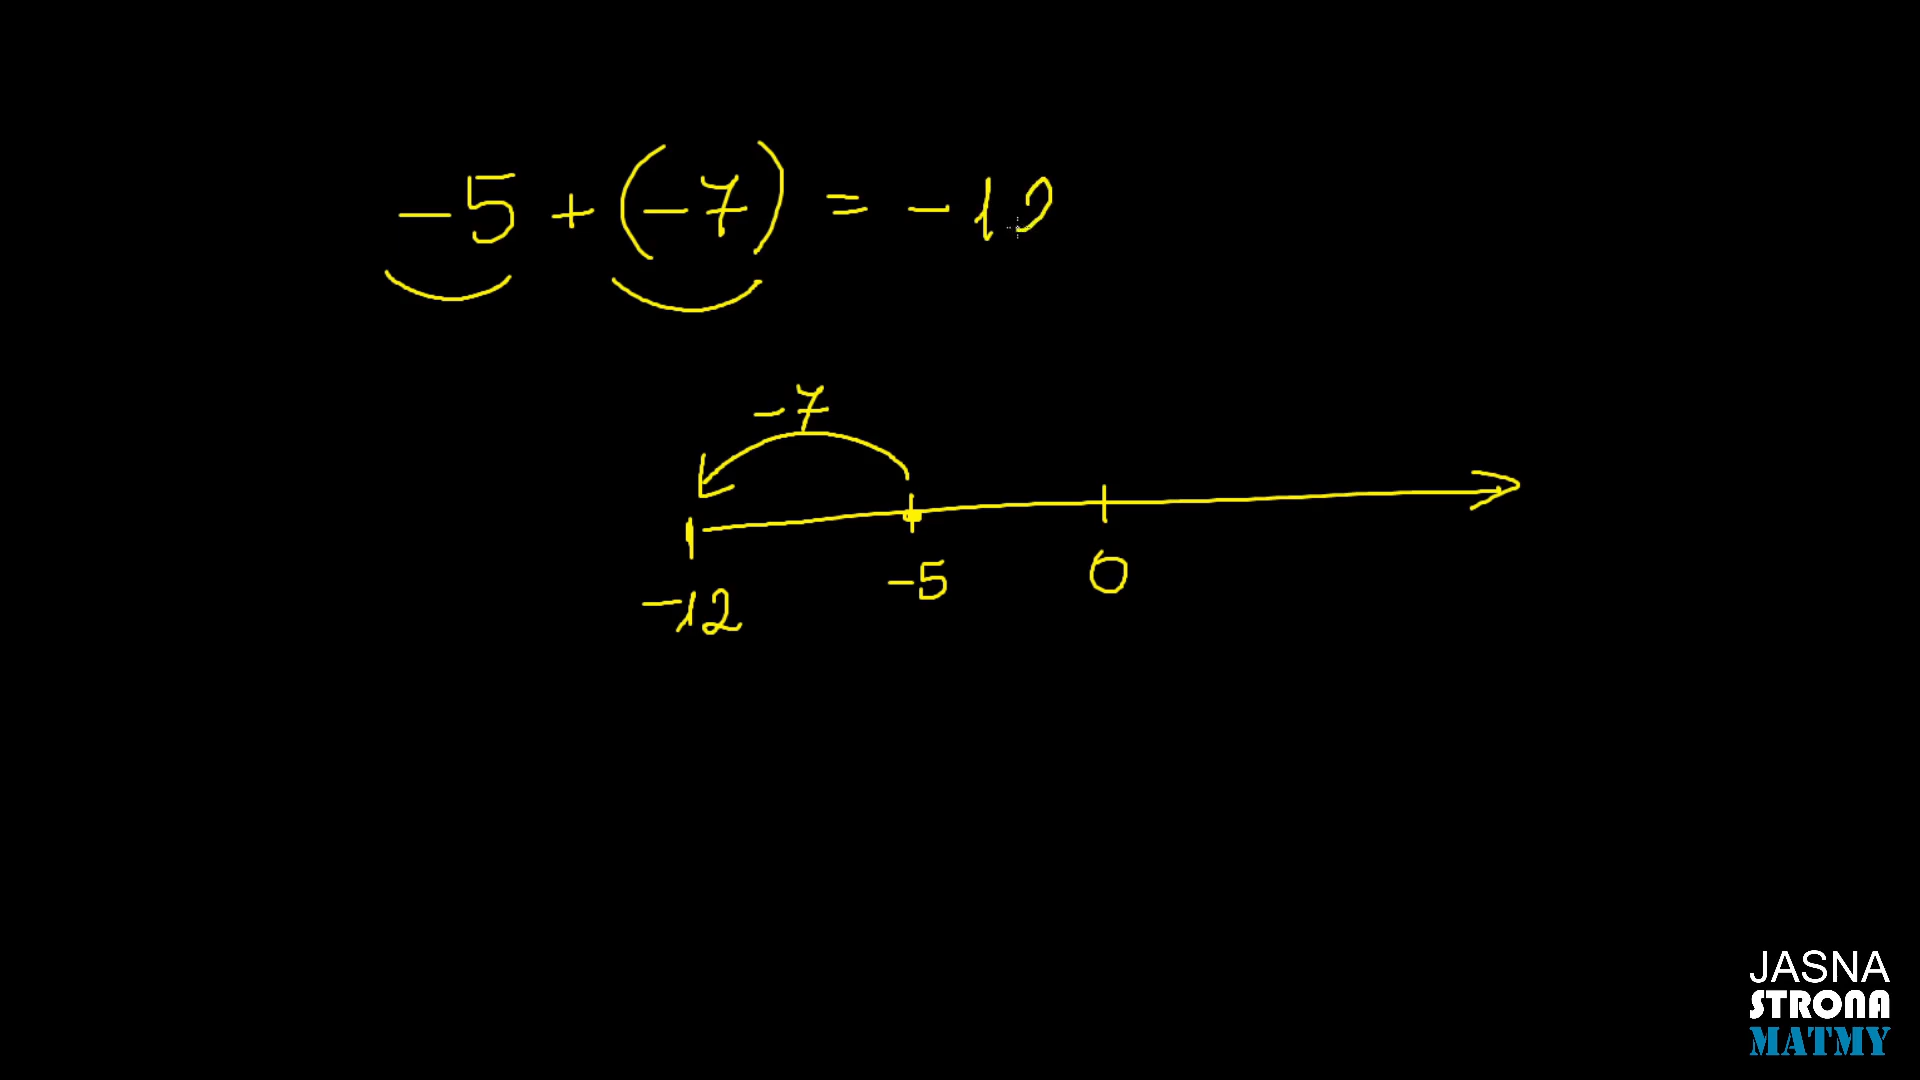 -5 + (-7) = -12
-7
-12 -5 0
JASNA
STRONA
MATMY